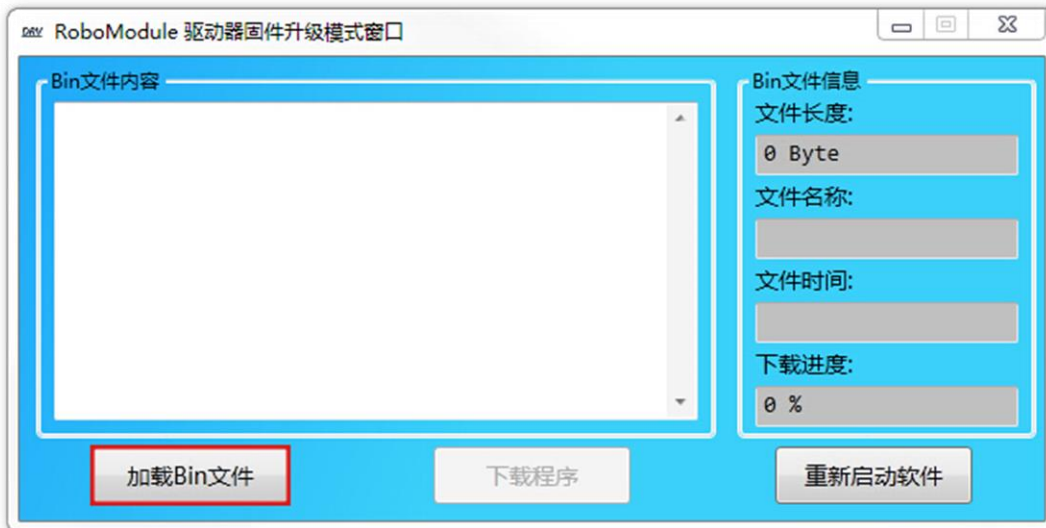 DRV RoboModule 驱动器固件升级模式窗口
Bin文件内容
Bin文件信息
文件长度:
0 Byte
文件名称:
文件时间:
下载进度:
0 %
加载Bin文件
下载程序
重新启动软件